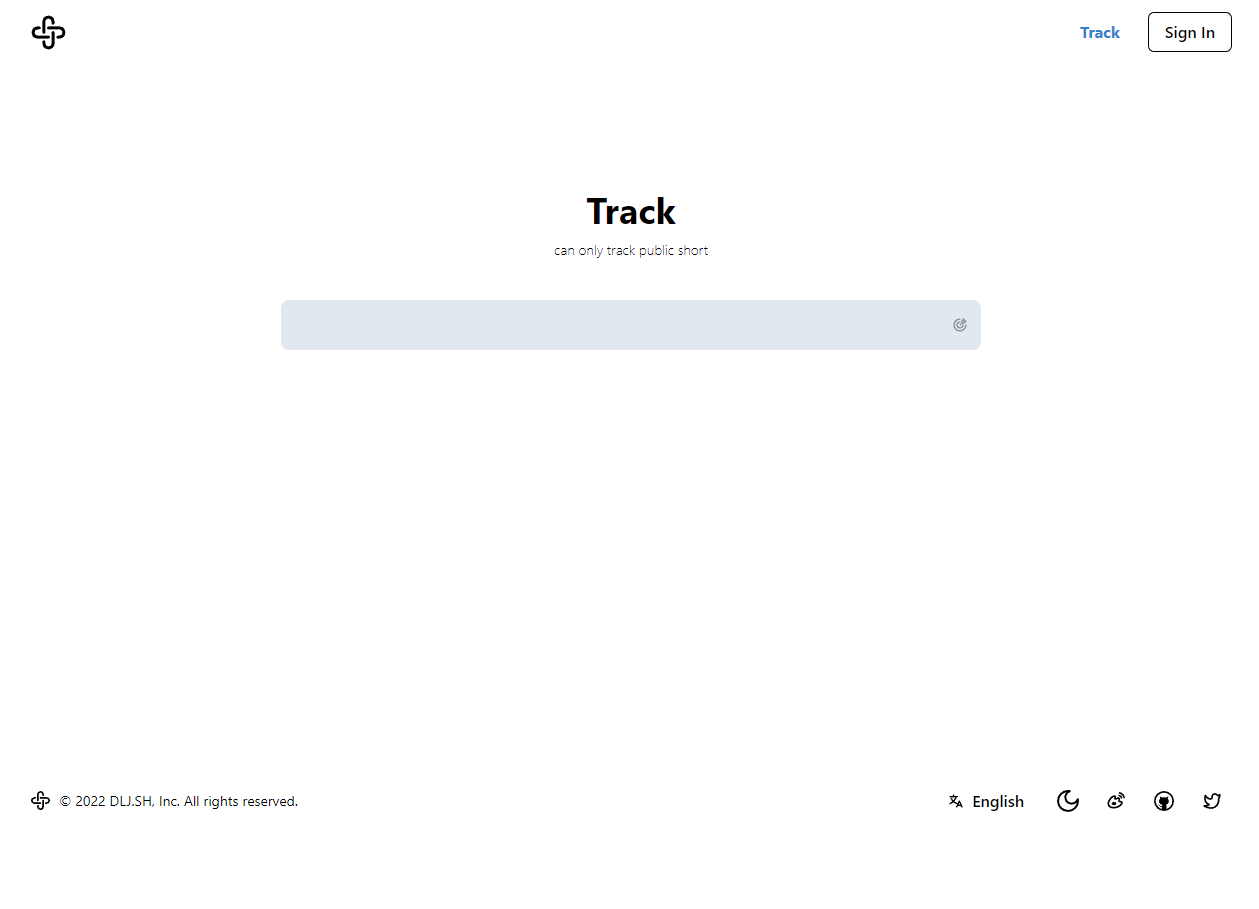 Track
Sign In
Track
can only track public short
© 2022 DLJ.SH, Inc. All rights reserved.
English